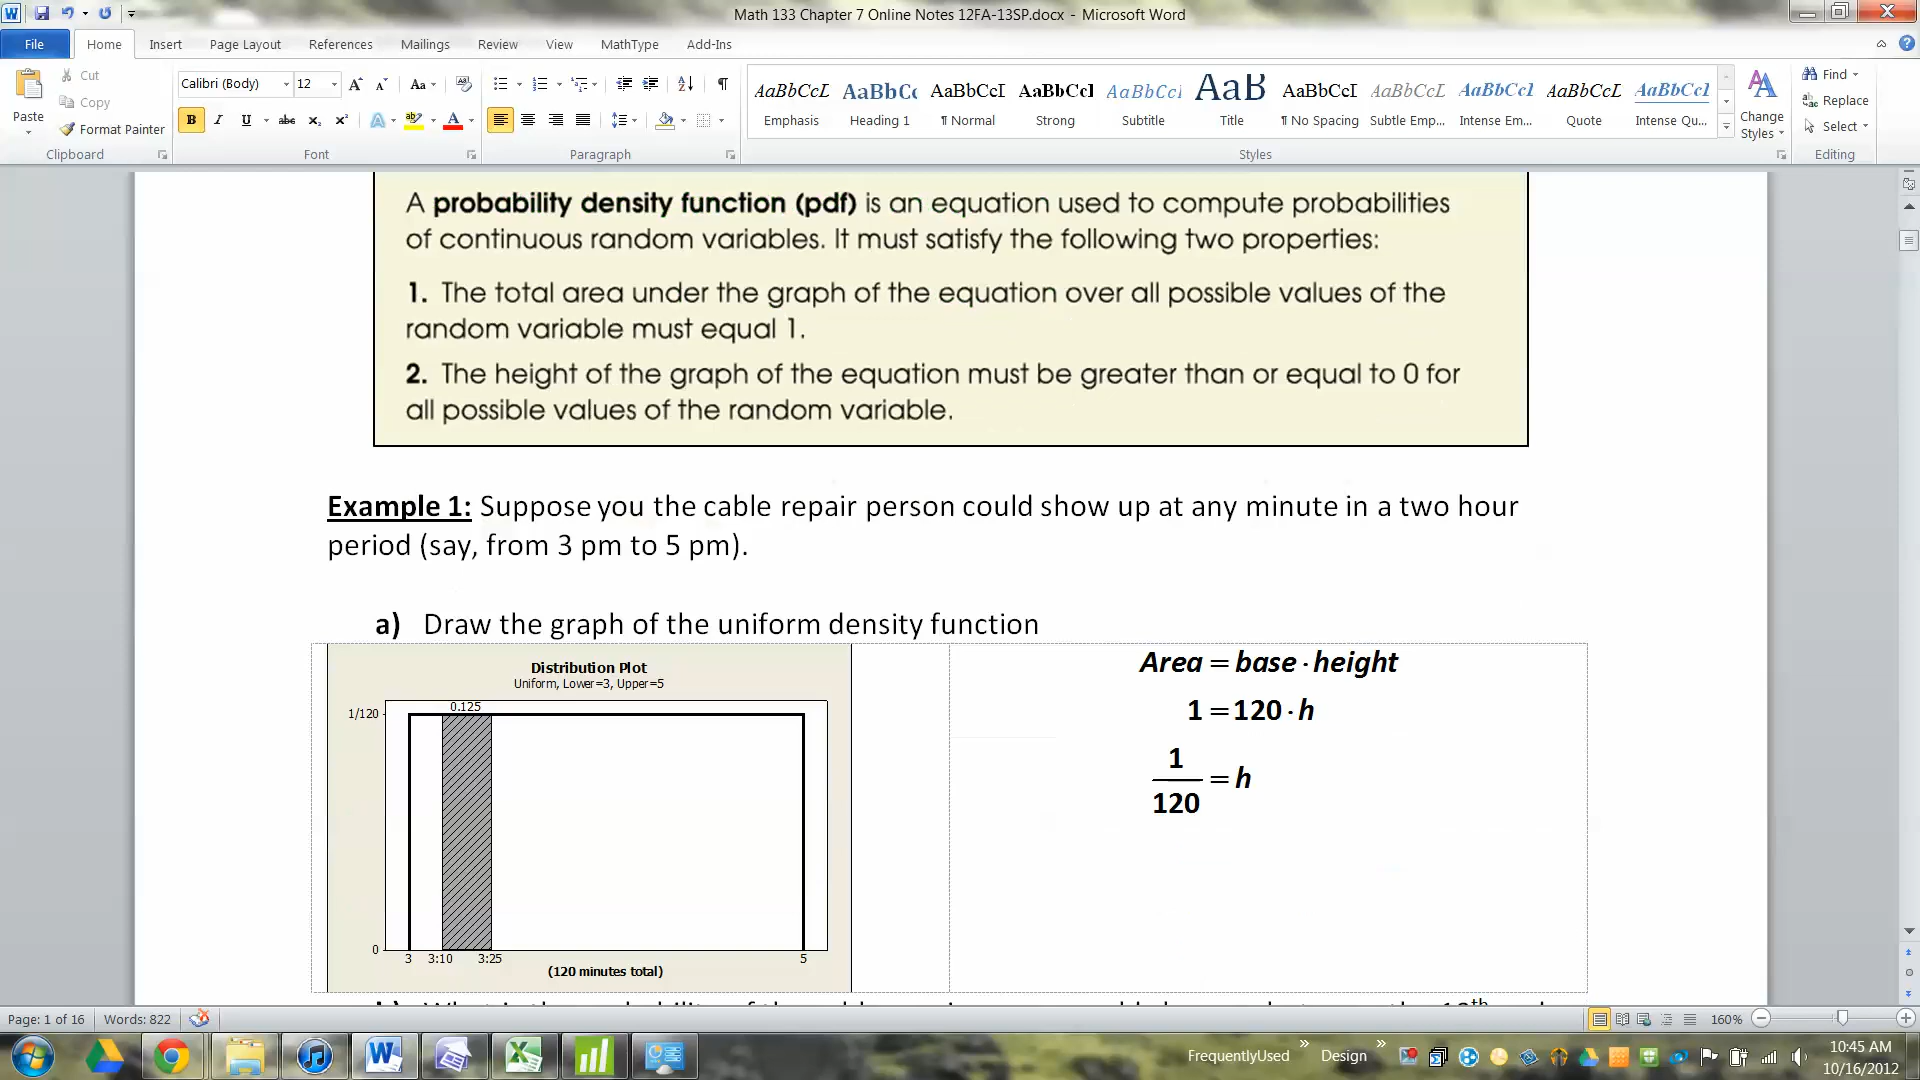 Math 133 Chapter 7 Online Notes 12FA-13SP.docx - Microsoft Word
File Home Insert Page Layout References Mailings Review View MathType Add-Ins
Paste
Cut
Copy
Format Painter
Clipboard
Calibri (Body) 12
Font
Paragraph
AaBbCcL AaBbCc AaBbCcI AaBbCcI AaBbCcI AaB AaBbCcI AaBbCcL AaBbCcI AaBbCcL AaBbCcI
Emphasis Heading 1 ¶ Normal Strong Subtitle Title ¶ No Spacing Subtle Emp... Intense Em... Quote Intense Qu...
Styles
Change Styles
Find
Replace
Select
Editing
A probability density function (pdf) is an equation used to compute probabilities
of continuous random variables. It must satisfy the following two properties:
1. The total area under the graph of the equation over all possible values of the
random variable must equal 1.
2. The height of the graph of the equation must be greater than or equal to 0 for
all possible values of the random variable.
Example 1: Suppose you the cable repair person could show up at any minute in a two hour
period (say, from 3 pm to 5 pm).
a) Draw the graph of the uniform density function
Distribution Plot
Uniform, Lower=3, Upper=5
0.125
1/120
0
3 3:10 3:25 5
(120 minutes total)
Area = base · height
1 = 120 · h
1/120 = h
Page: 1 of 16 Words: 822 160%
FrequentlyUsed » Design »
10:45 AM
10/16/2012